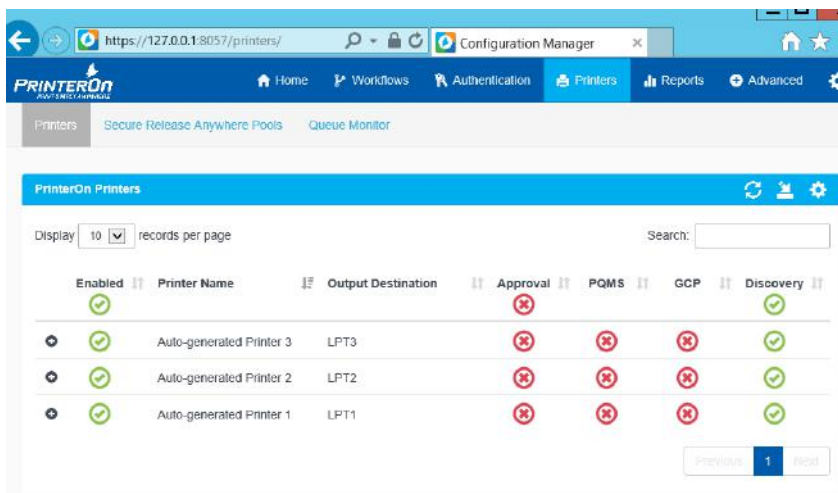 https://127.0.0.1:8057/printers/ Configuration Manager
PRINTERON
Home Workflows Authentication Printers Reports Advanced
Printers Secure Release Anywhere Pools Queue Monitor
PrinterOn Printers
Display 10 records per page Search:
Enabled Printer Name Output Destination Approval PQMS GCP Discovery
Auto-generated Printer 3 LPT3
Auto-generated Printer 2 LPT2
Auto-generated Printer 1 LPT1
Previous 1 Next